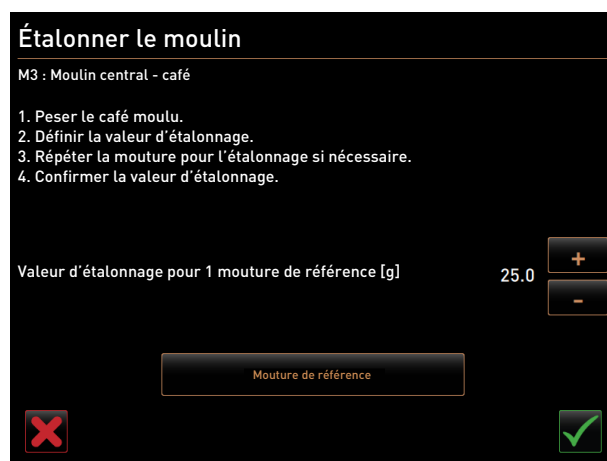 Étalonner le moulin
M3 : Moulin central - café
1. Peser le café moulu.
2. Définir la valeur d'étalonnage.
3. Répéter la mouture pour l'étalonnage si nécessaire.
4. Confirmer la valeur d'étalonnage.
Valeur d'étalonnage pour 1 mouture de référence [g]
25.0
+
-
Mouture de référence